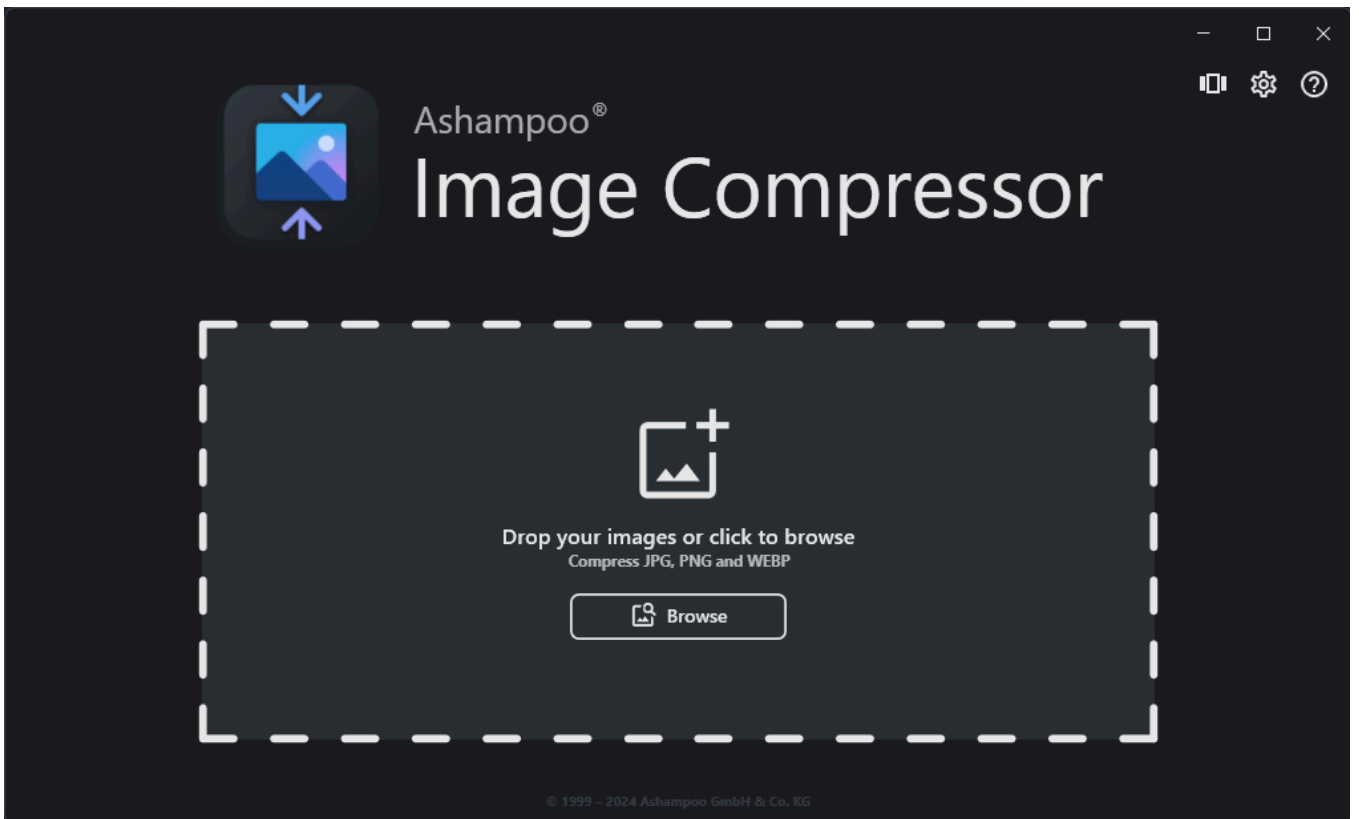 Ashampoo®
Image Compressor
Drop your images or click to browse
Compress JPG, PNG and WEBP
Browse
© 1999 – 2024 Ashampoo GmbH & Co. KG